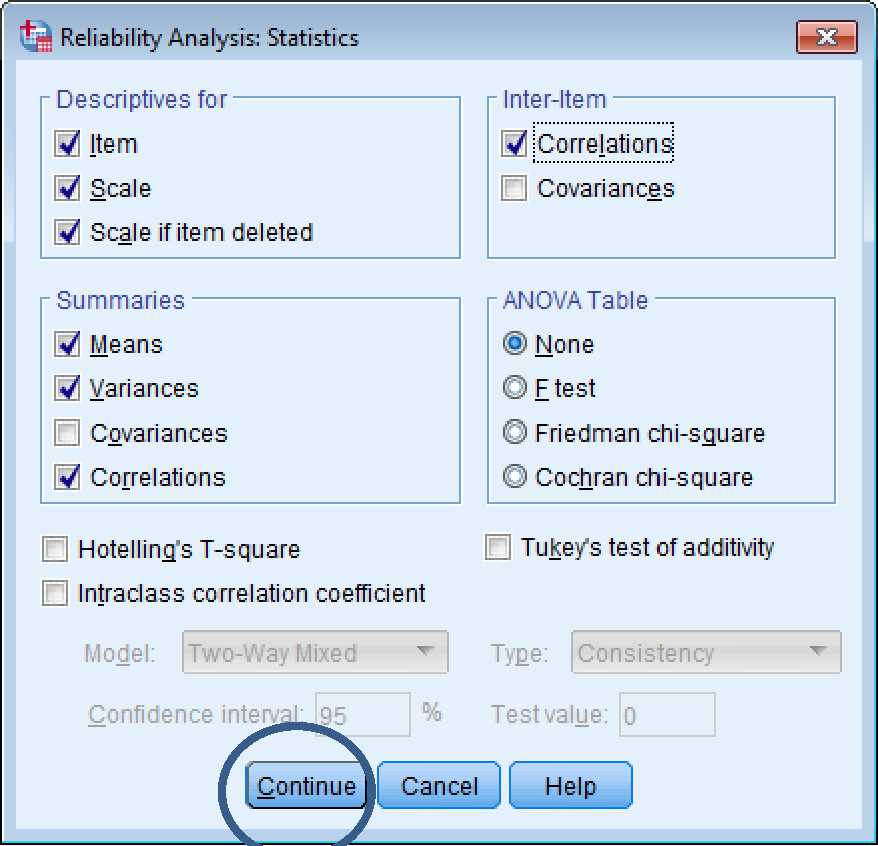 Reliability Analysis: Statistics
Descriptives for
Item
Scale
Scale if item deleted
Inter-Item
Correlations
Covariances
Summaries
Means
Variances
Covariances
Correlations
ANOVA Table
None
F test
Friedman chi-square
Cochran chi-square
Hotelling's T-square
Tukey's test of additivity
Intraclass correlation coefficient
Model: Two-Way Mixed Type: Consistency
Confidence interval: 95 % Test value: 0
Continue Cancel Help